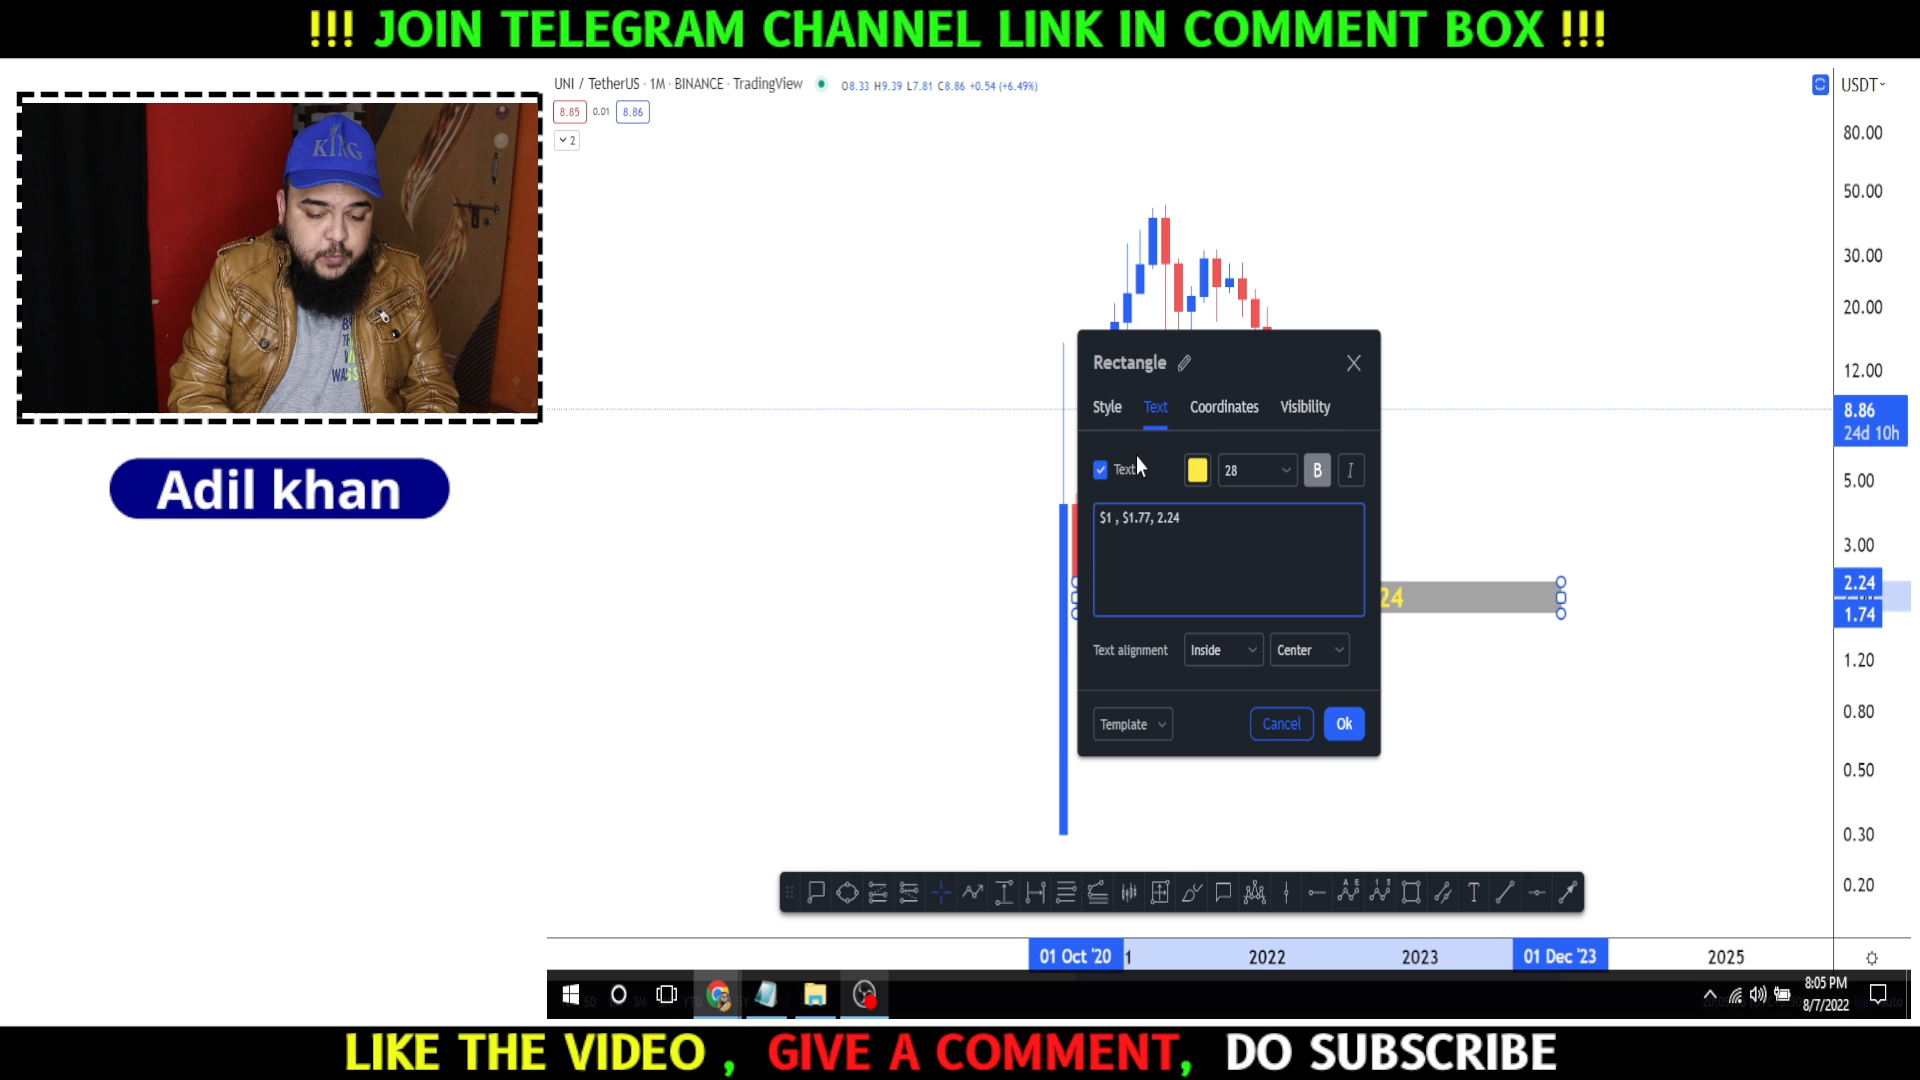 !!! JOIN TELEGRAM CHANNEL LINK IN COMMENT BOX !!!
UNI / TetherUS · 1M · BINANCE · TradingView
O8.33 H9.39 L7.81 C8.86 +0.54 (+6.49%)
USDT
8.85 0.01 8.86
2
KING
Adil khan
80.00
50.00
30.00
20.00
12.00
8.86
24d 10h
5.00
3.00
2.24
1.74
1.20
0.80
0.50
0.30
0.20
Rectangle
Style Text Coordinates Visibility
Text 28 B I
$1 , $1.77, 2.24
24
Text alignment Inside Center
Template Cancel Ok
01 Oct '20 1 2022 2023 01 Dec '23 2025
8:05 PM
8/7/2022
LIKE THE VIDEO , GIVE A COMMENT, DO SUBSCRIBE